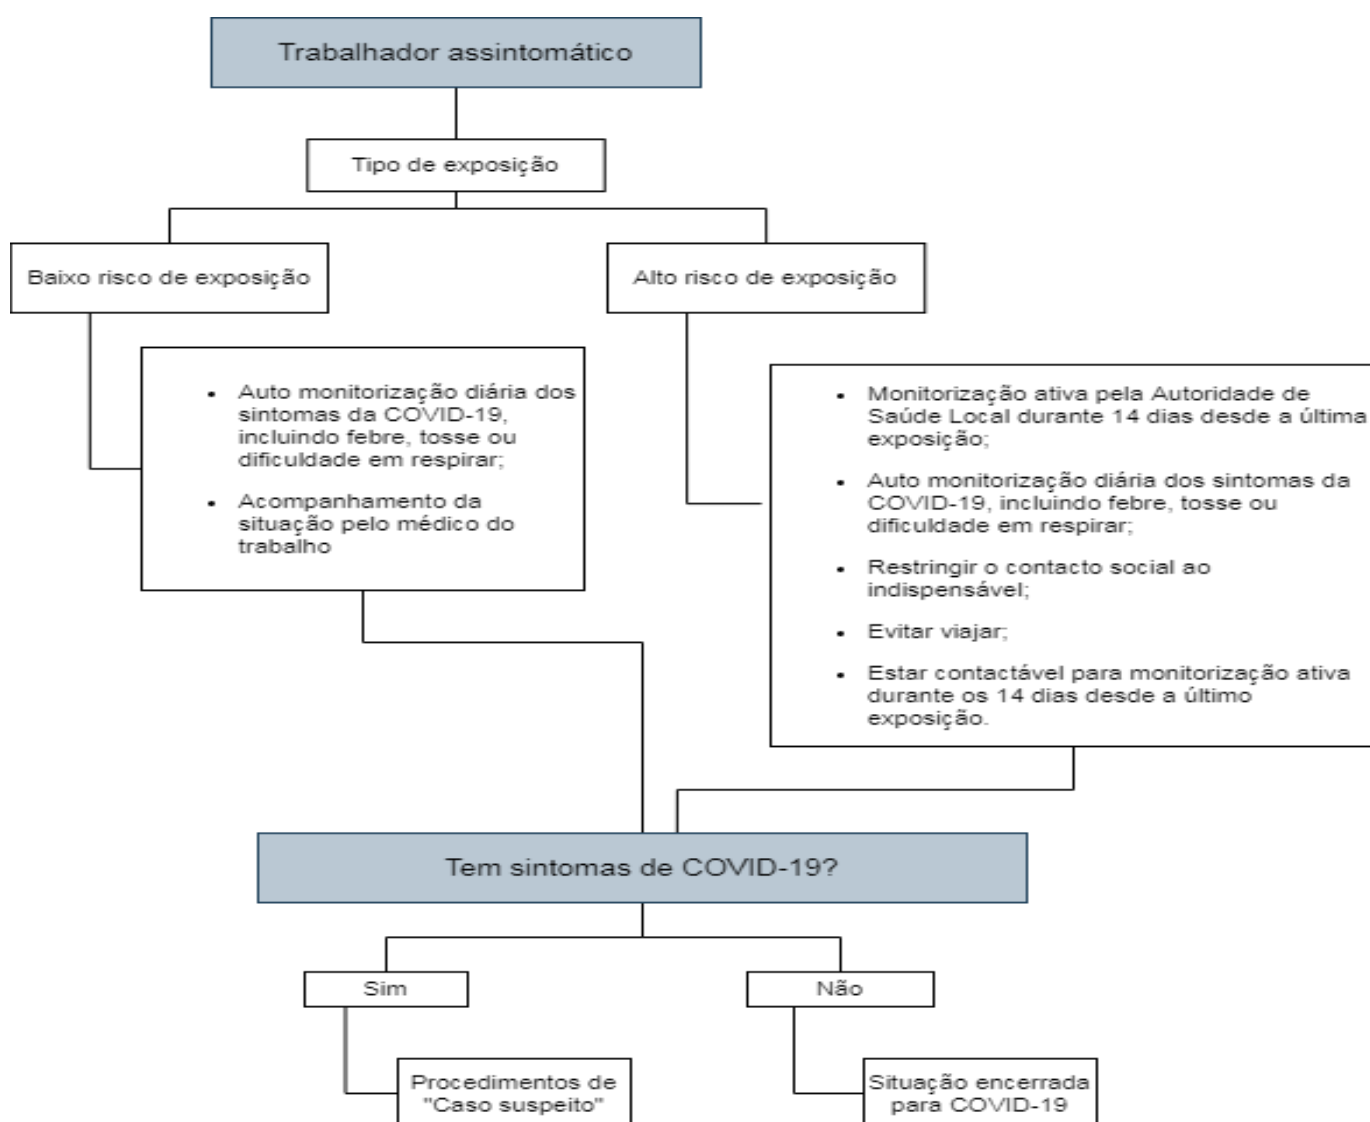 Trabalhador assintomático
Tipo de exposição
Baixo risco de exposição
Alto risco de exposição
• Auto monitorização diária dos
sintomas da COVID-19,
incluindo febre, tosse ou
dificuldade em respirar;
• Acompanhamento da
situação pelo médico do
trabalho
• Monitorização ativa pela Autoridade de
Saúde Local durante 14 dias desde a última
exposição;
• Auto monitorização diária dos sintomas da
COVID-19, incluindo febre, tosse ou
dificuldade em respirar;
• Restringir o contacto social ao
indispensável;
• Evitar viajar;
• Estar contactável para monitorização ativa
durante os 14 dias desde a último
exposição.
Tem sintomas de COVID-19?
Sim
Não
Procedimentos de
"Caso suspeito"
Situação encerrada
para COVID-19